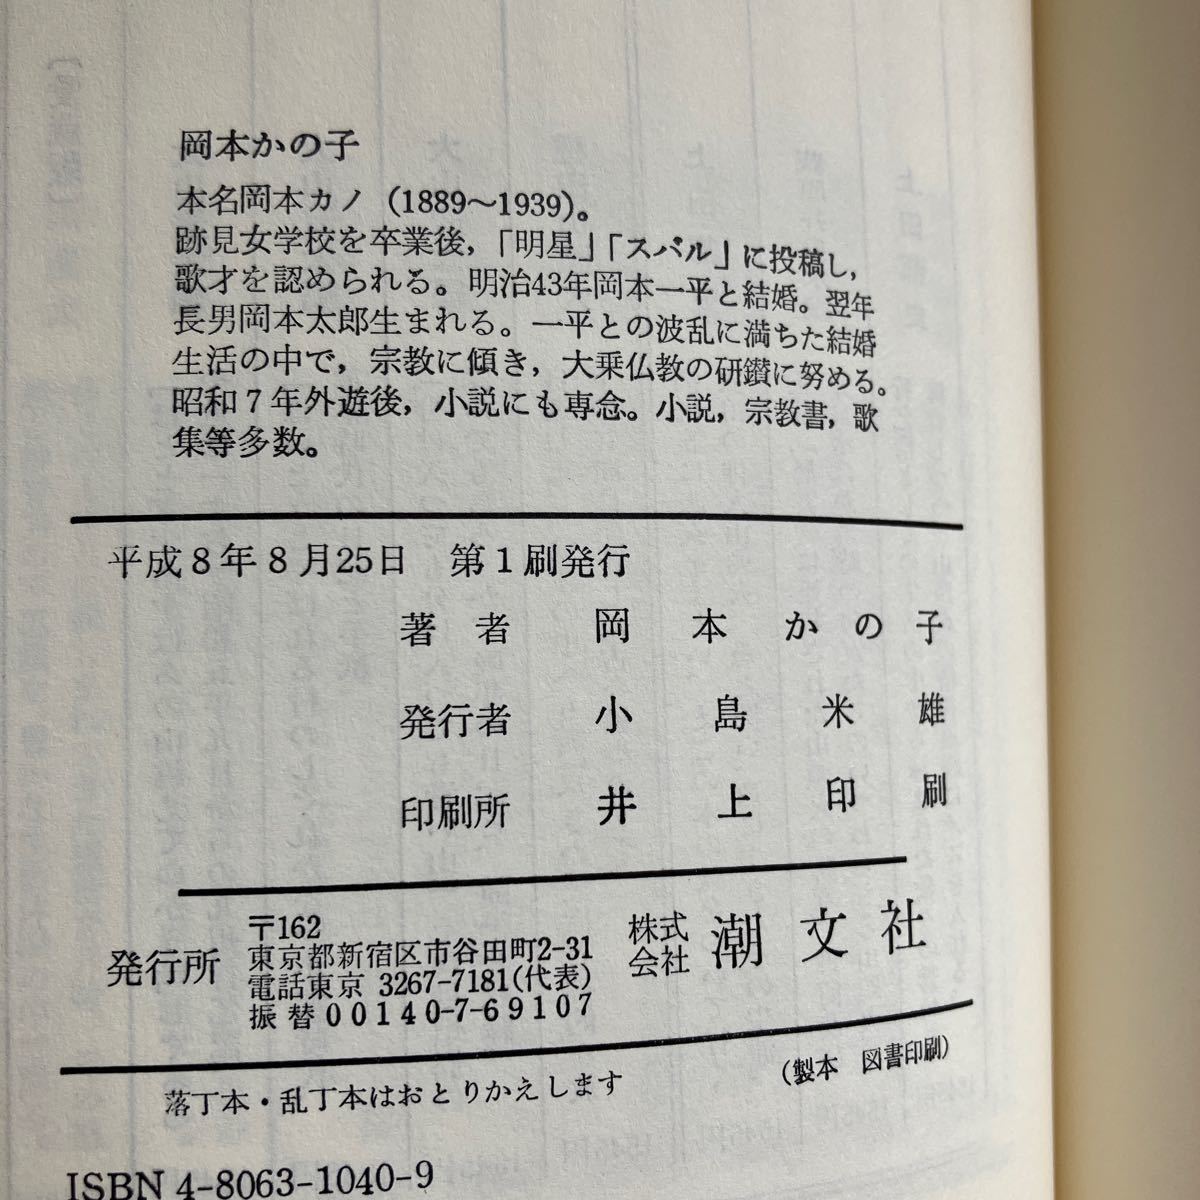 岡本かの子
本名岡本カノ (1889〜1939)。
跡見女学校を卒業後,「明星」「スバル」に投稿し,
歌才を認められる。明治43年岡本一平と結婚。翌年
長男岡本太郎生まれる。一平との波乱に満ちた結婚
生活の中で, 宗教に傾き, 大乗仏教の研鑽に努める。
昭和7年外遊後, 小説にも専念。小説, 宗教書, 歌
集等多数。
平成8年8月25日 第1刷発行
著者 岡本かの子
発行者 小島米雄
印刷所 井上印刷
発行所
〒162
東京都新宿区市谷田町2-31
電話東京 3267-7181(代表)
振替00140-7-69107
株式会社 潮文社
(製本 図書印刷)
落丁本・乱丁本はおとりかえします
ISBN 4-8063-1040-9